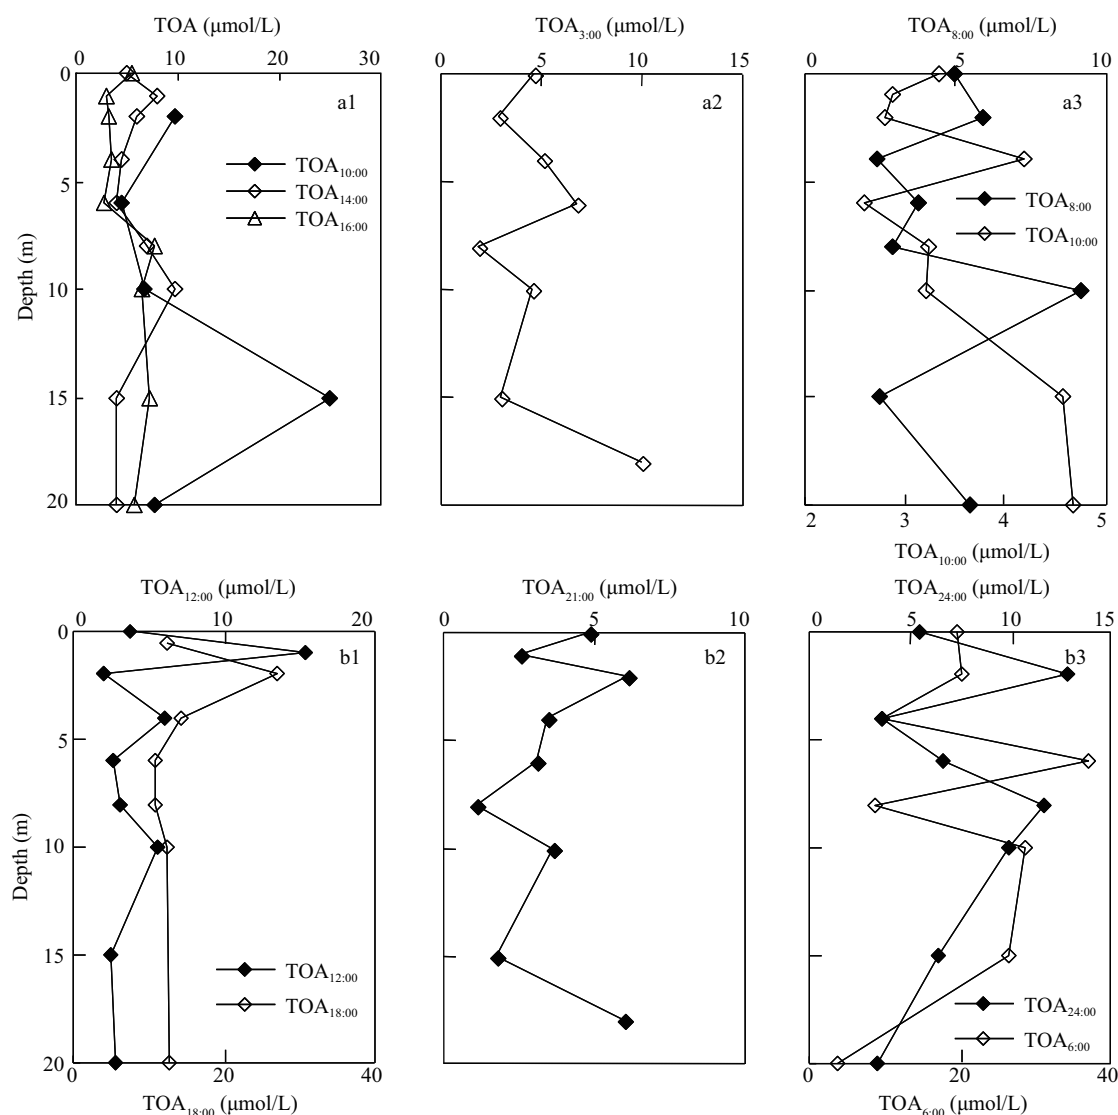 TOA (μmol/L)
0 10 20 30
0
5
10
15
20
Depth (m)
a1
TOA10:00
TOA14:00
TOA16:00
TOA3:00 (μmol/L)
0 5 10 15
a2
TOA8:00 (μmol/L)
0 5 10
a3
TOA8:00
TOA10:00
2 3 4 5
TOA10:00 (μmol/L)
TOA12:00 (μmol/L)
0 10 20
0
5
10
15
20
Depth (m)
b1
TOA12:00
TOA18:00
0 20 40
TOA18:00 (μmol/L)
TOA21:00 (μmol/L)
0 5 10
b2
TOA24:00 (μmol/L)
0 5 10 15
b3
TOA24:00
TOA6:00
0 20 40
TOA6:00 (μmol/L)